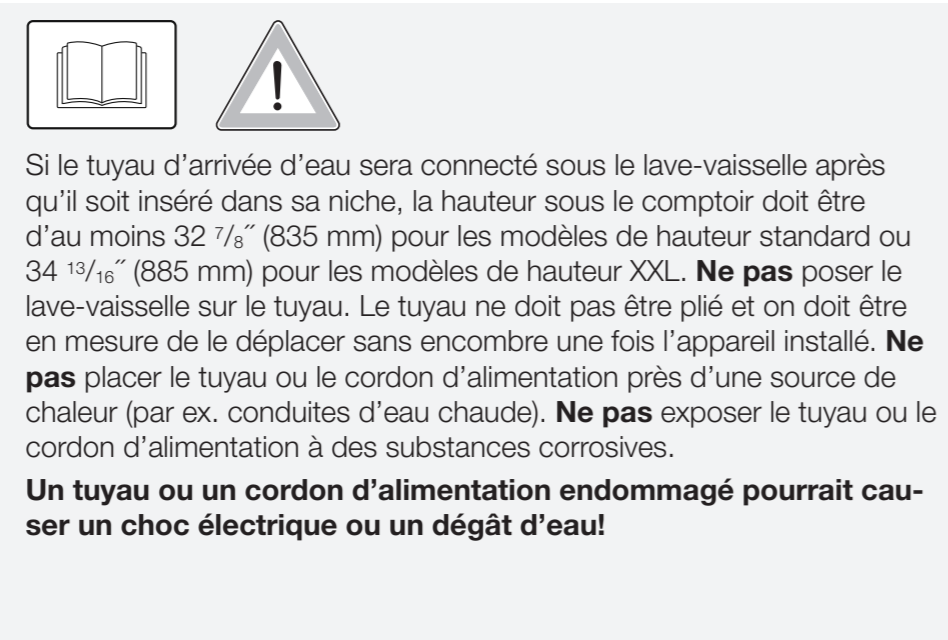 Si le tuyau d’arrivée d’eau sera connecté sous le lave-vaisselle après
qu’il soit inséré dans sa niche, la hauteur sous le comptoir doit être
d’au moins 32 ⁷/₈˝ (835 mm) pour les modèles de hauteur standard ou
34 ¹³/₁₆˝ (885 mm) pour les modèles de hauteur XXL. Ne pas poser le
lave-vaisselle sur le tuyau. Le tuyau ne doit pas être plié et on doit être
en mesure de le déplacer sans encombre une fois l’appareil installé. Ne
pas placer le tuyau ou le cordon d’alimentation près d’une source de
chaleur (par ex. conduites d’eau chaude). Ne pas exposer le tuyau ou le
cordon d’alimentation à des substances corrosives.
Un tuyau ou un cordon d’alimentation endommagé pourrait cau-
ser un choc électrique ou un dégât d’eau!